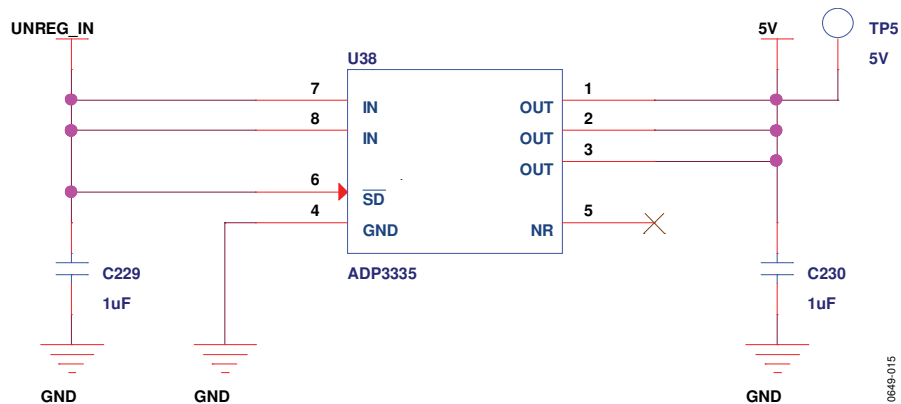 UNREG_IN
5V
TP5
5V
U38
7
IN
8
IN
6
SD
4
GND
1
OUT
2
OUT
3
OUT
5
NR
ADP3335
C229
1uF
C230
1uF
GND
GND
GND
0649-015